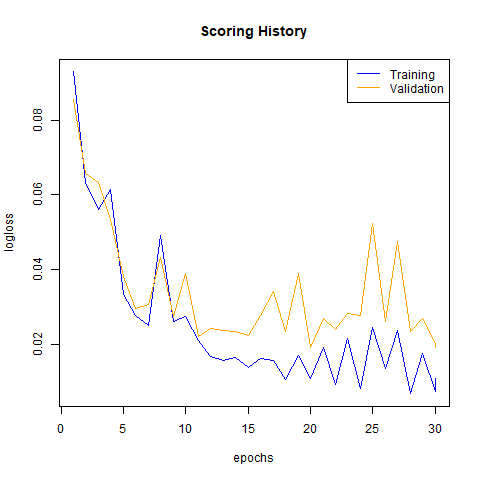 Scoring History
Training
Validation
logloss
0.08
0.06
0.04
0.02
0 5 10 15 20 25 30
epochs